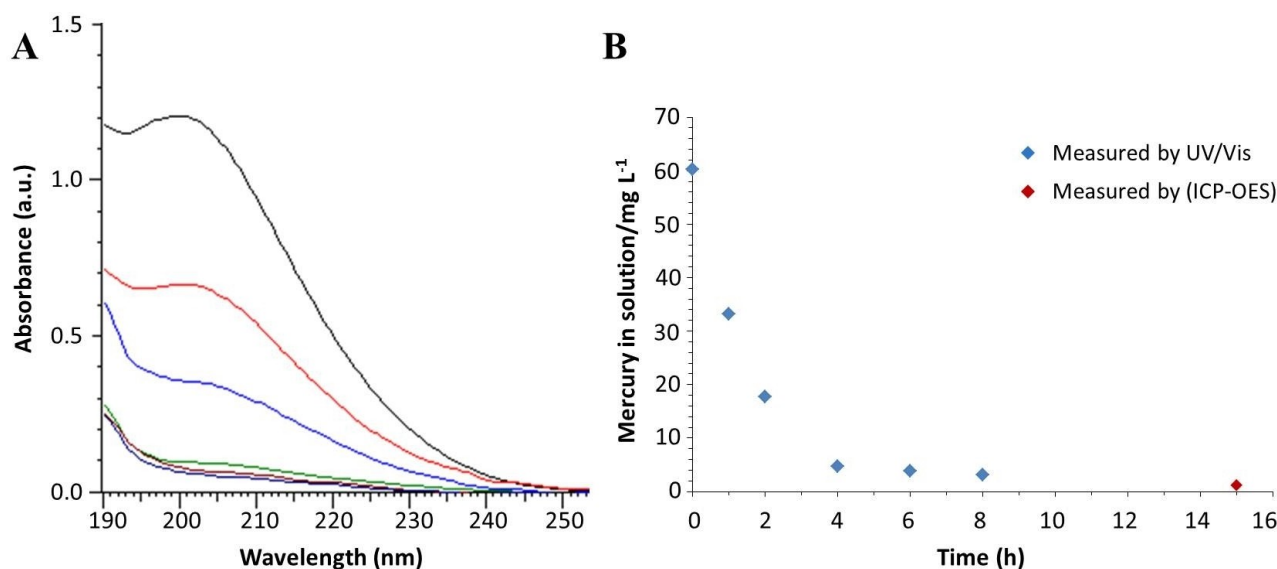 A
1.5
1.0
0.5
0.0
Absorbance (a.u.)
190 200 210 220 230 240 250
Wavelength (nm)
B
70
60
50
40
30
20
10
0
Mercury in solution/mg L⁻¹
Measured by UV/Vis
Measured by (ICP-OES)
0 2 4 6 8 10 12 14 16
Time (h)